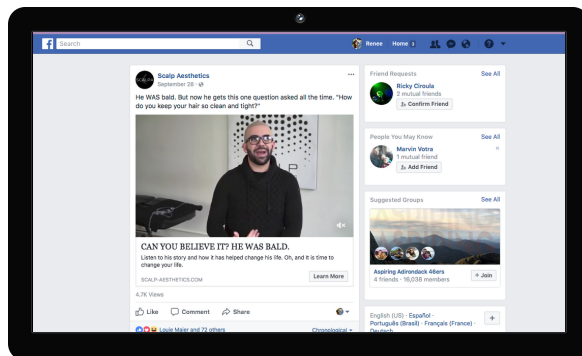 Search
Renee Home 3
SCALPA
Scalp Aesthetics
September 28
He WAS bald. But now he gets this one question asked all the time. "How
do you keep your hair so clean and tight?"
CAN YOU BELIEVE IT? HE WAS BALD.
Listen to his story and how it has helped change his life. Oh, and it is time to
change your life.
SCALP-AESTHETICS.COM
Learn More
4.7K Views
Like Comment Share
Louie Maier and 72 others
Chronological
Friend Requests
See All
Ricky Ciroula
2 mutual friends
Confirm Friend
People You May Know
See All
Marvin Votra
1 mutual friend
Add Friend
Suggested Groups
See All
Aspiring Adirondack 46ers
4 friends · 16,038 members
+ Join
English (US) · Español ·
Português (Brasil) · Français (France) ·
Deutsch